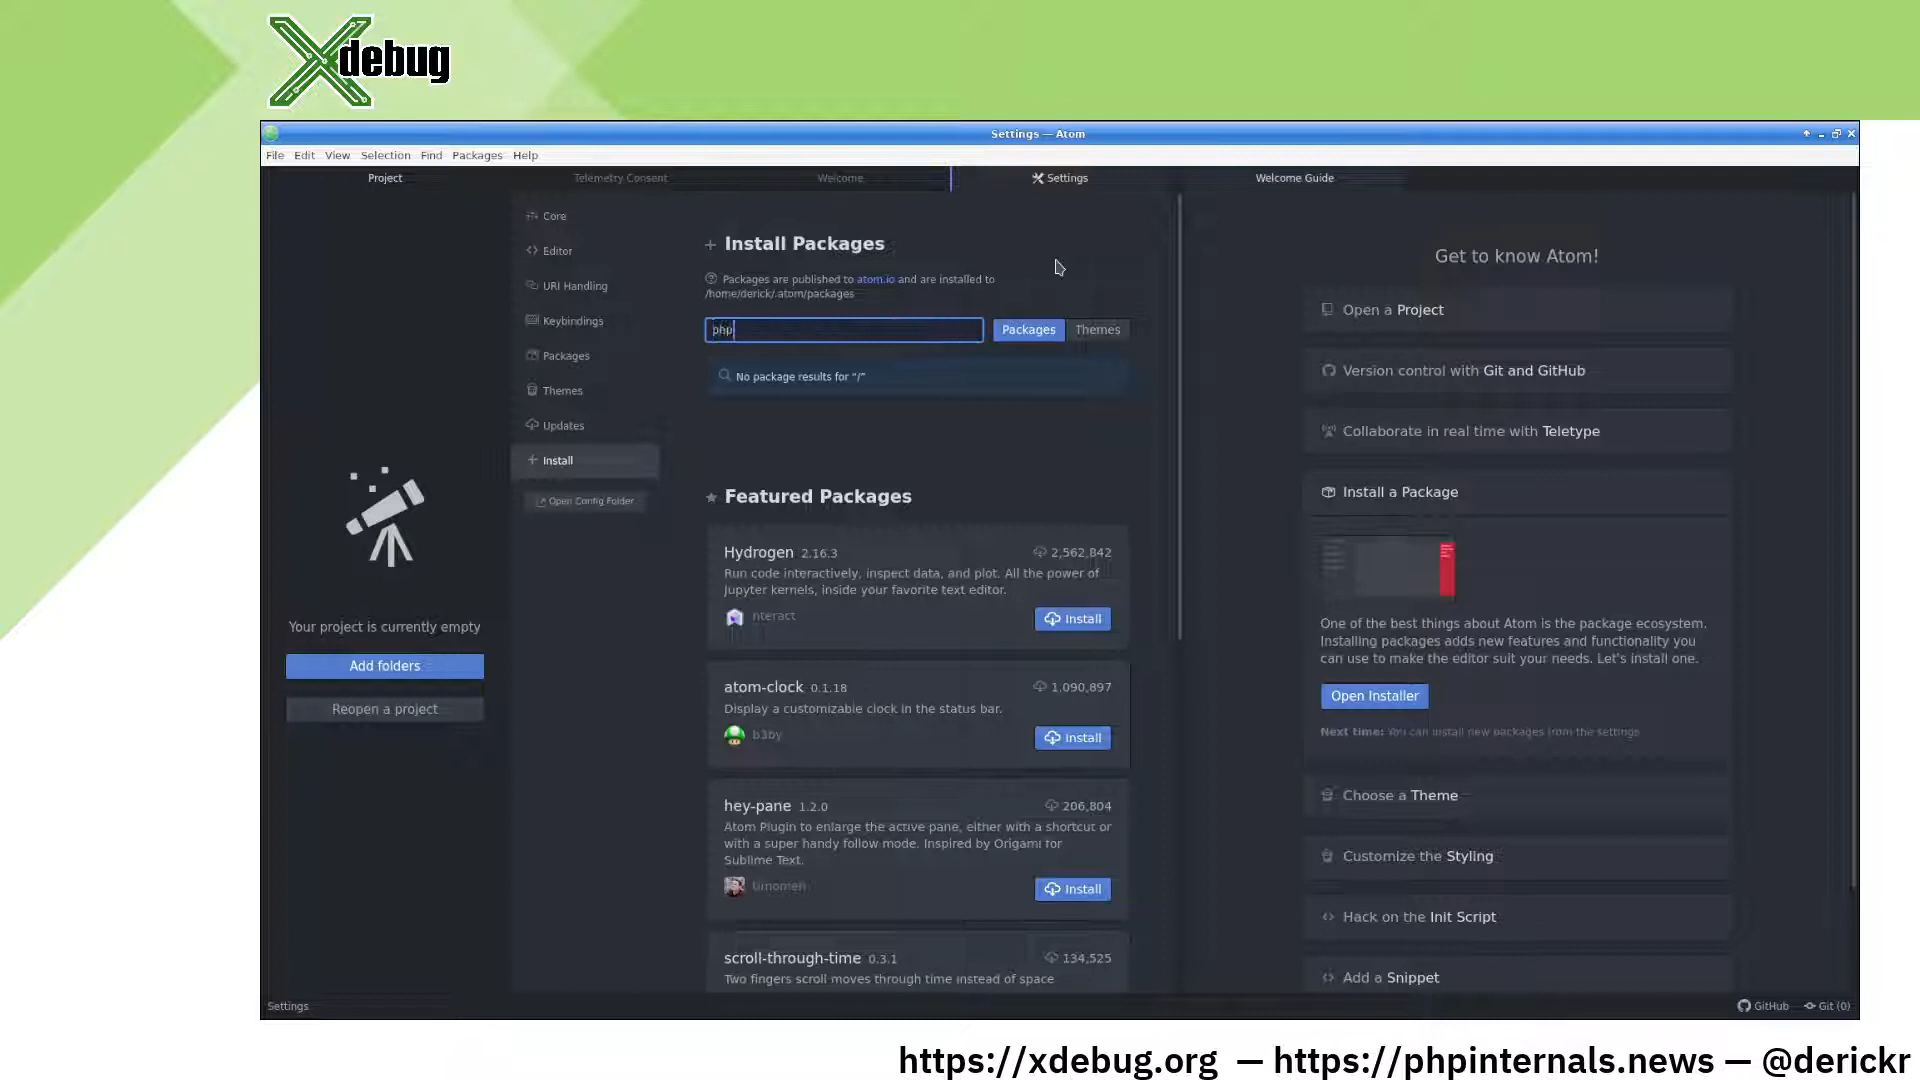 Xdebug
Settings — Atom
File Edit View Selection Find Packages Help
Project
Telemetry Consent
Welcome
Settings
Welcome Guide
Core
Editor
URI Handling
Keybindings
Packages
Themes
Updates
Install
Open Config Folder
Your project is currently empty
Add folders
Reopen a project
Install Packages
Packages are published to atom.io and are installed to
/home/derick/.atom/packages
php
Packages
Themes
No package results for “/”
Featured Packages
Hydrogen 2.16.3
2,562,842
Run code interactively, inspect data, and plot. All the power of
Jupyter kernels, inside your favorite text editor.
nteract
Install
atom-clock 0.1.18
1,090,897
Display a customizable clock in the status bar.
b3by
Install
hey-pane 1.2.0
206,804
Atom Plugin to enlarge the active pane, either with a shortcut or
with a super handy follow mode. Inspired by Origami for
Sublime Text.
Install
scroll-through-time 0.3.1
134,525
Two fingers scroll moves through time instead of space
Get to know Atom!
Open a Project
Version control with Git and GitHub
Collaborate in real time with Teletype
Install a Package
One of the best things about Atom is the package ecosystem.
Installing packages adds new features and functionality you
can use to make the editor suit your needs. Let's install one.
Open Installer
Next time: You can install new packages from the settings
Choose a Theme
Customize the Styling
Hack on the Init Script
Add a Snippet
Settings
GitHub
Git (0)
https://xdebug.org — https://phpinternals.news — @derickr